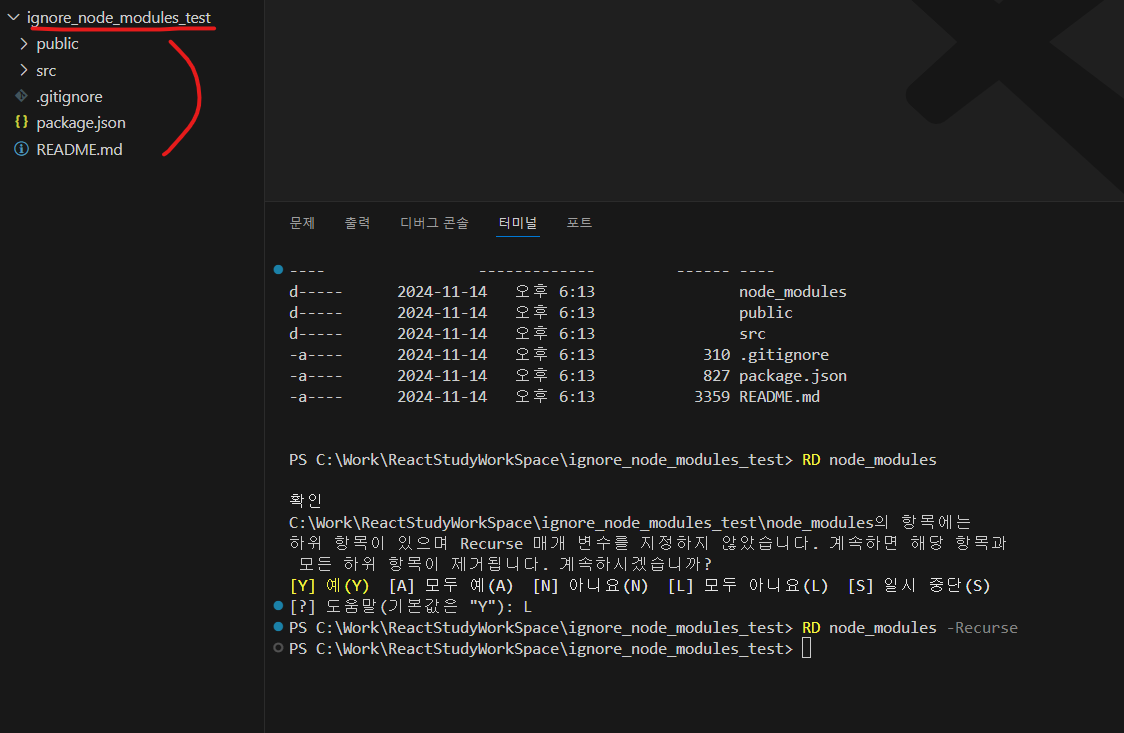 ignore_node_modules_test
public
src
.gitignore
package.json
README.md
문제 출력 디버그 콘솔 터미널 포트
---- ------------- ------ ----
d----- 2024-11-14 오후 6:13 node_modules
d----- 2024-11-14 오후 6:13 public
d----- 2024-11-14 오후 6:13 src
-a---- 2024-11-14 오후 6:13 310 .gitignore
-a---- 2024-11-14 오후 6:13 827 package.json
-a---- 2024-11-14 오후 6:13 3359 README.md
PS C:\Work\ReactStudyWorkSpace\ignore_node_modules_test> RD node_modules
확인
C:\Work\ReactStudyWorkSpace\ignore_node_modules_test\node_modules의 항목에는
하위 항목이 있으며 Recurse 매개 변수를 지정하지 않았습니다. 계속하면 해당 항목과
모든 하위 항목이 제거됩니다. 계속하시겠습니까?
[Y] 예(Y) [A] 모두 예(A) [N] 아니요(N) [L] 모두 아니요(L) [S] 일시 중단(S)
[?] 도움말(기본값은 "Y"): L
PS C:\Work\ReactStudyWorkSpace\ignore_node_modules_test> RD node_modules -Recurse
PS C:\Work\ReactStudyWorkSpace\ignore_node_modules_test>